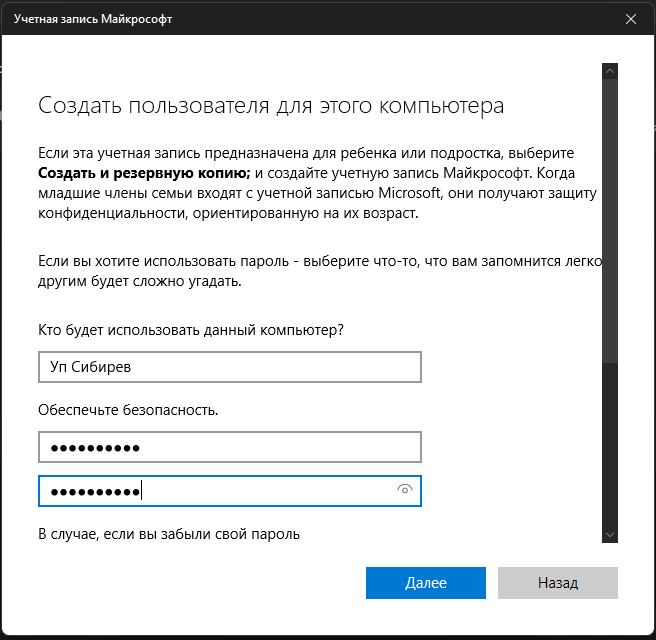 Учетная запись Майкрософт
Создать пользователя для этого компьютера
Если эта учетная запись предназначена для ребенка или подростка, выберите
Создать и резервную копию; и создайте учетную запись Майкрософт. Когда
младшие члены семьи входят с учетной записью Microsoft, они получают защиту
конфиденциальности, ориентированную на их возраст.
Если вы хотите использовать пароль - выберите что-то, что вам запомнится легко
другим будет сложно угадать.
Кто будет использовать данный компьютер?
Уп Сибирев
Обеспечьте безопасность.
●●●●●●●●●●
●●●●●●●●●●
В случае, если вы забыли свой пароль
Далее
Назад